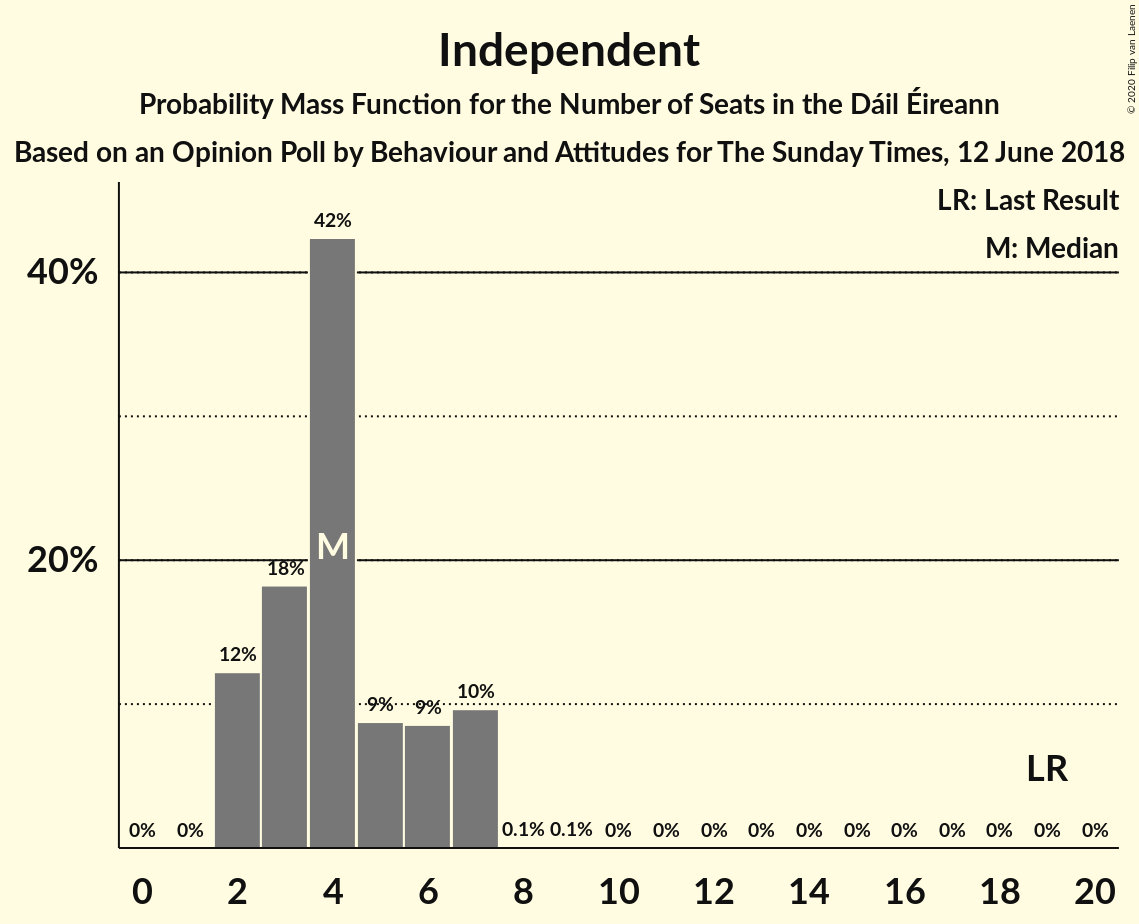 Independent
Probability Mass Function for the Number of Seats in the Dáil Éireann
Based on an Opinion Poll by Behaviour and Attitudes for The Sunday Times, 12 June 2018
© 2020 Filip van Laenen
LR: Last Result
M: Median
40%
20%
0% 0% 12% 18% 42% 9% 9% 10% 0.1% 0.1% 0% 0% 0% 0% 0% 0% 0% 0% 0% 0% 0%
M
LR
0 2 4 6 8 10 12 14 16 18 20